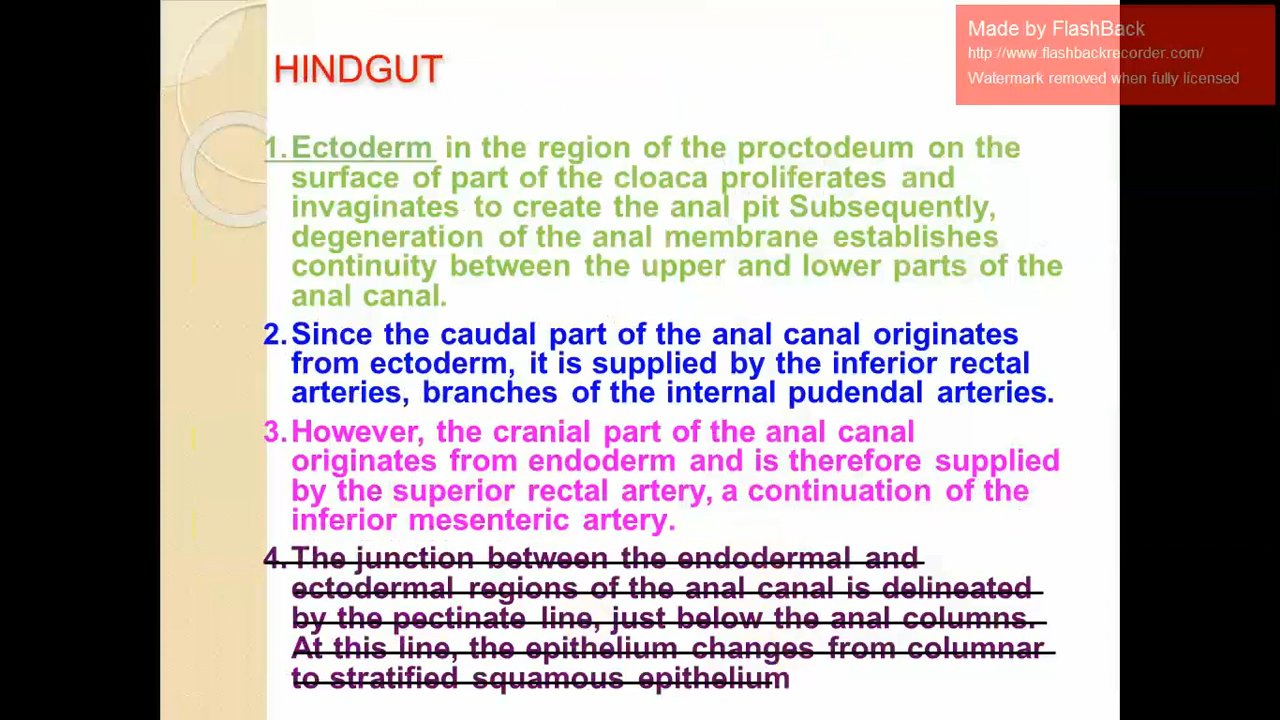 Made by FlashBack
http://www.flashbackrecorder.com/
Watermark removed when fully licensed
HINDGUT
1.Ectoderm in the region of the proctodeum on the
surface of part of the cloaca proliferates and
invaginates to create the anal pit Subsequently,
degeneration of the anal membrane establishes
continuity between the upper and lower parts of the
anal canal.
2.Since the caudal part of the anal canal originates
from ectoderm, it is supplied by the inferior rectal
arteries, branches of the internal pudendal arteries.
3.However, the cranial part of the anal canal
originates from endoderm and is therefore supplied
by the superior rectal artery, a continuation of the
inferior mesenteric artery.
4.The junction between the endodermal and
ectodermal regions of the anal canal is delineated
by the pectinate line, just below the anal columns.
At this line, the epithelium changes from columnar
to stratified squamous epithelium